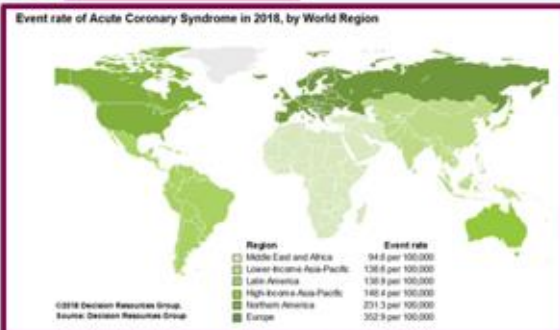 Event rate of Acute Coronary Syndrome in 2018, by World Region
Region Event rate
Middle East and Africa 94.6 per 100,000
Lower-Income Asia-Pacific 138.6 per 100,000
Latin America 138.9 per 100,000
High-Income Asia-Pacific 148.4 per 100,000
Northern America 231.3 per 100,000
Europe 352.9 per 100,000
©2018 Decision Resources Group.
Source: Decision Resources Group